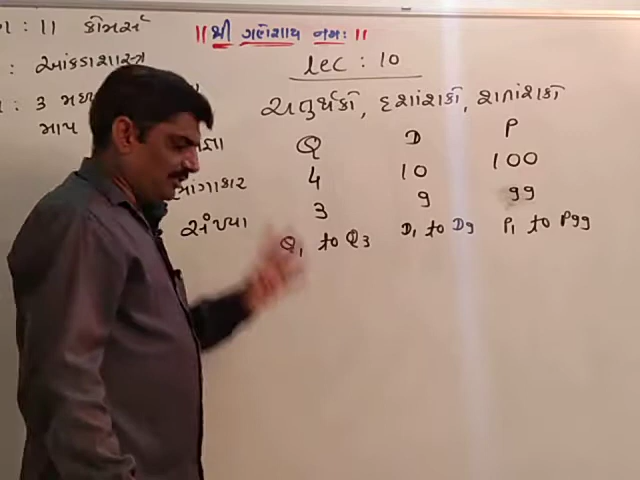 : 11 કોમર્સ
|| શ્રી ગણેશાય નમઃ ||
: આંકડાશાસ્ત્ર
Lec : 10
: 3 મધ્ય
માપ
ચતુર્થકો, દશાંશકો, શતાંશકો
Q D P
4 10 100
3 9 99
સંખ્યા
Q1 to Q3 D1 to D9 P1 to P99